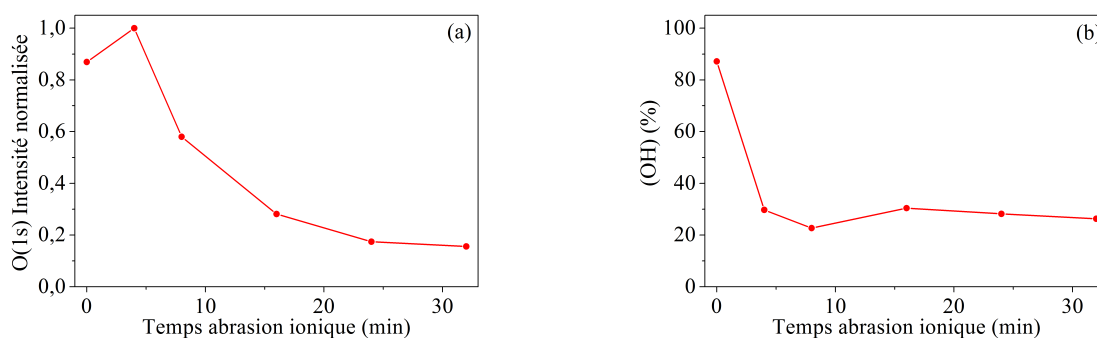 (a)
O(1s) Intensité normalisée
1,0
0,8
0,6
0,4
0,2
0,0
0 10 20 30
Temps abrasion ionique (min)
(b)
(OH) (%)
100
80
60
40
20
0
0 10 20 30
Temps abrasion ionique (min)